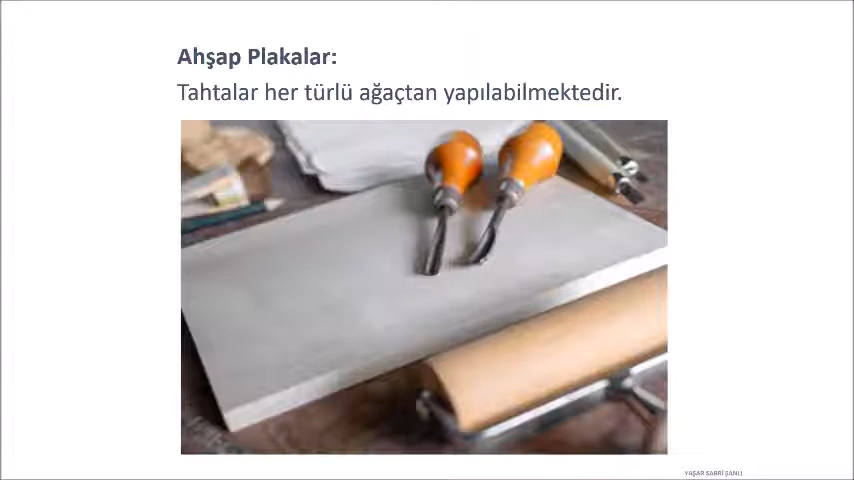 Ahşap Plakalar:
Tahtalar her türlü ağaçtan yapılabilmektedir.
YAŞAR SABRİ ŞANLI